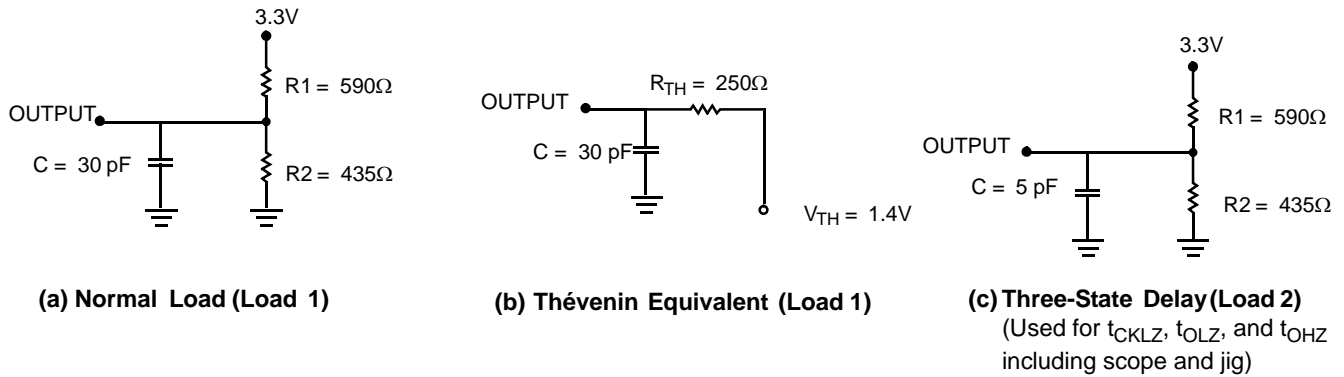 3.3V
R1 = 590Ω
OUTPUT
C = 30 pF
R2 = 435Ω
(a) Normal Load (Load 1)
R_TH = 250Ω
OUTPUT
C = 30 pF
V_TH = 1.4V
(b) Thévenin Equivalent (Load 1)
3.3V
R1 = 590Ω
OUTPUT
C = 5 pF
R2 = 435Ω
(c) Three-State Delay (Load 2)
(Used for t_CKLZ, t_OLZ, and t_OHZ
including scope and jig)